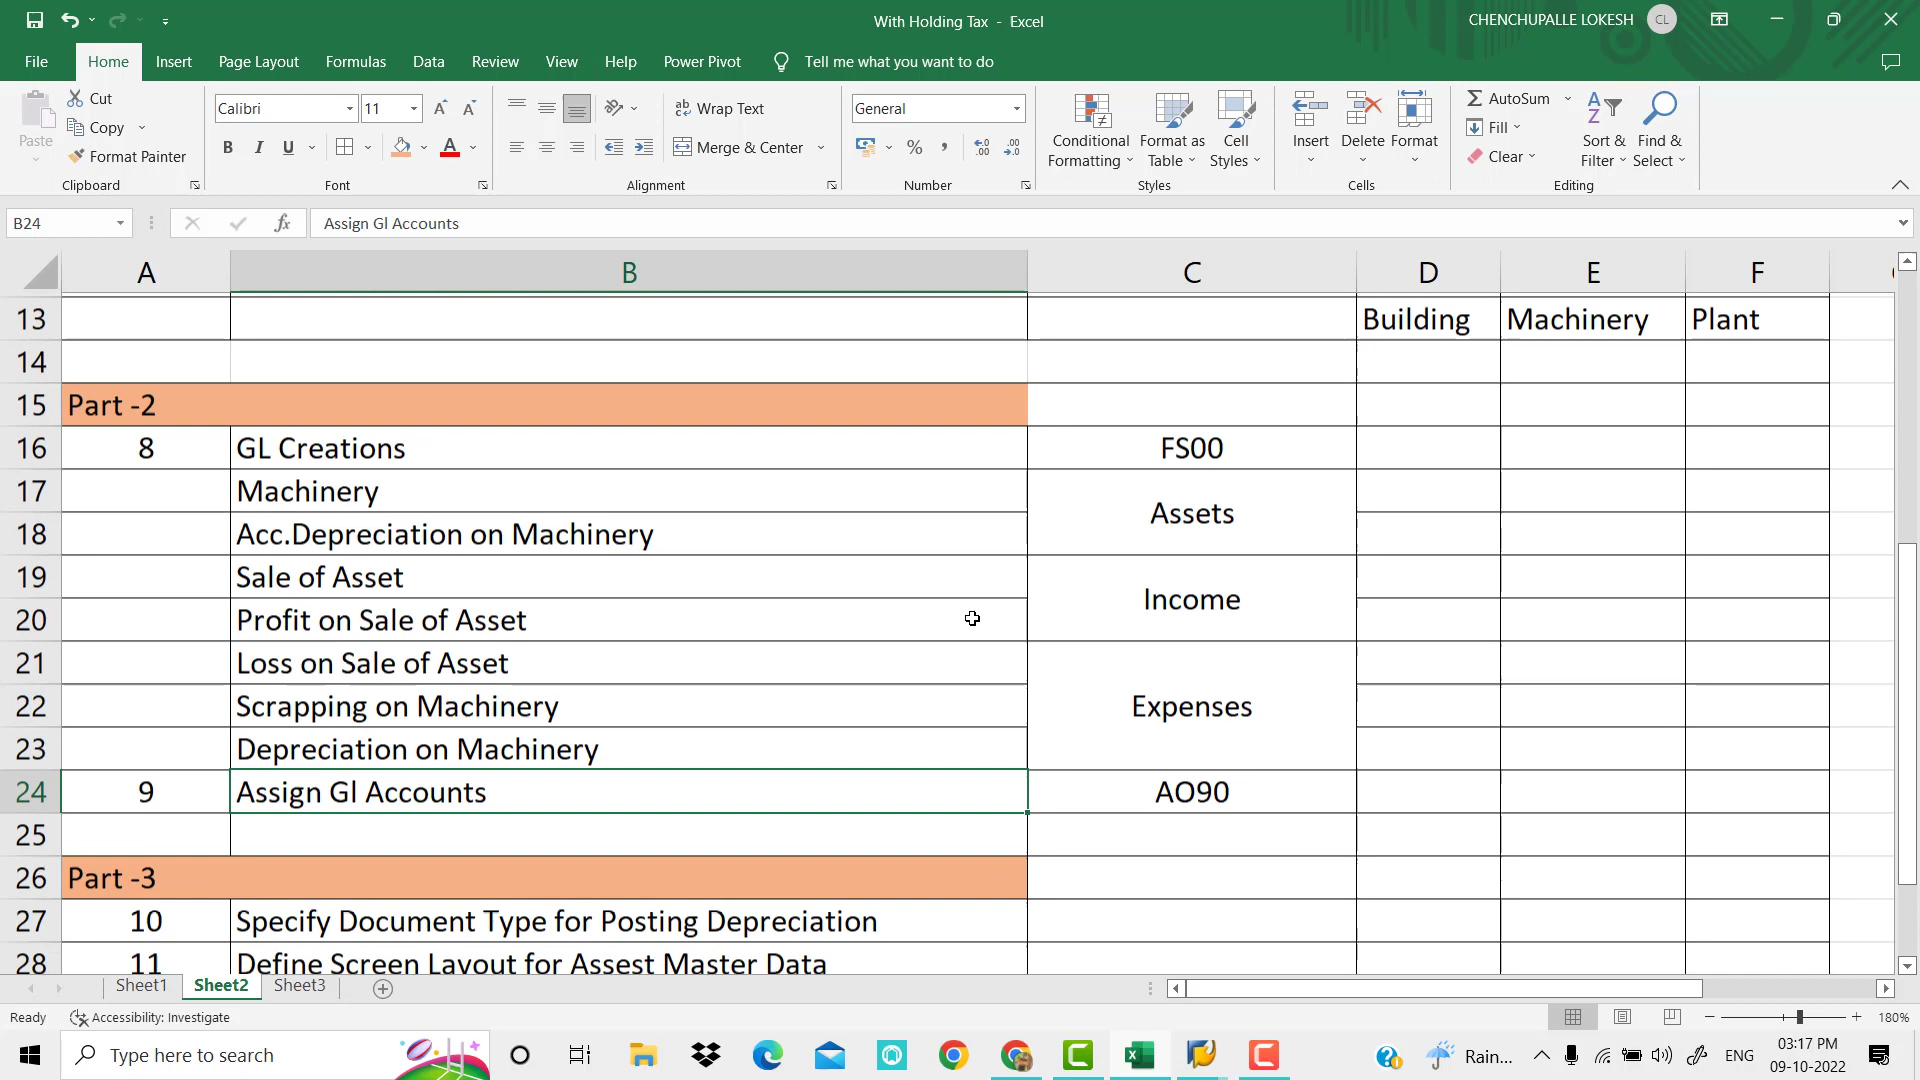 With Holding Tax - Excel
CHENCHUPALLE LOKESH
CL
File
Home
Insert
Page Layout
Formulas
Data
Review
View
Help
Power Pivot
Tell me what you want to do
Paste
Cut
Copy
Format Painter
Clipboard
Calibri
11
B I U
Font
ab Wrap Text
Merge & Center
Alignment
General
%
Number
Conditional Formatting
Format as Table
Cell Styles
Styles
Insert
Delete
Format
Cells
AutoSum
Fill
Clear
Sort & Filter
Find & Select
Editing
B24
fx
Assign Gl Accounts
A B C D E F
13 Building Machinery Plant
14
15 Part -2
16 8 GL Creations FS00
17 Machinery
Assets
18 Acc.Depreciation on Machinery
19 Sale of Asset
Income
20 Profit on Sale of Asset
21 Loss on Sale of Asset
22 Scrapping on Machinery Expenses
23 Depreciation on Machinery
24 9 Assign Gl Accounts AO90
25
26 Part -3
27 10 Specify Document Type for Posting Depreciation
28 11 Define Screen Layout for Assest Master Data
Sheet1 Sheet2 Sheet3
Ready
Accessibility: Investigate
180%
Type here to search
Rain...
ENG
03:17 PM
09-10-2022